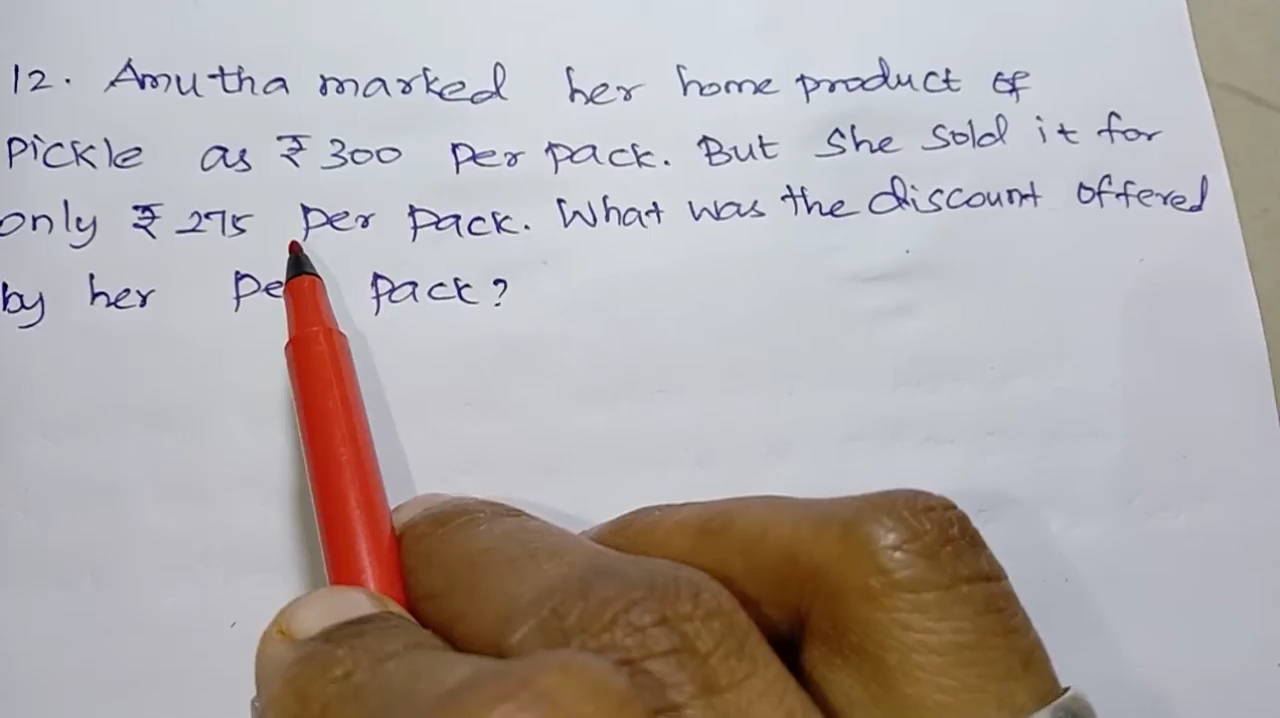 12. Amutha marked her home product of
Pickle as ₹ 300 per pack. But she sold it for
only ₹ 275 per pack. What was the discount offered
by her pe pack?